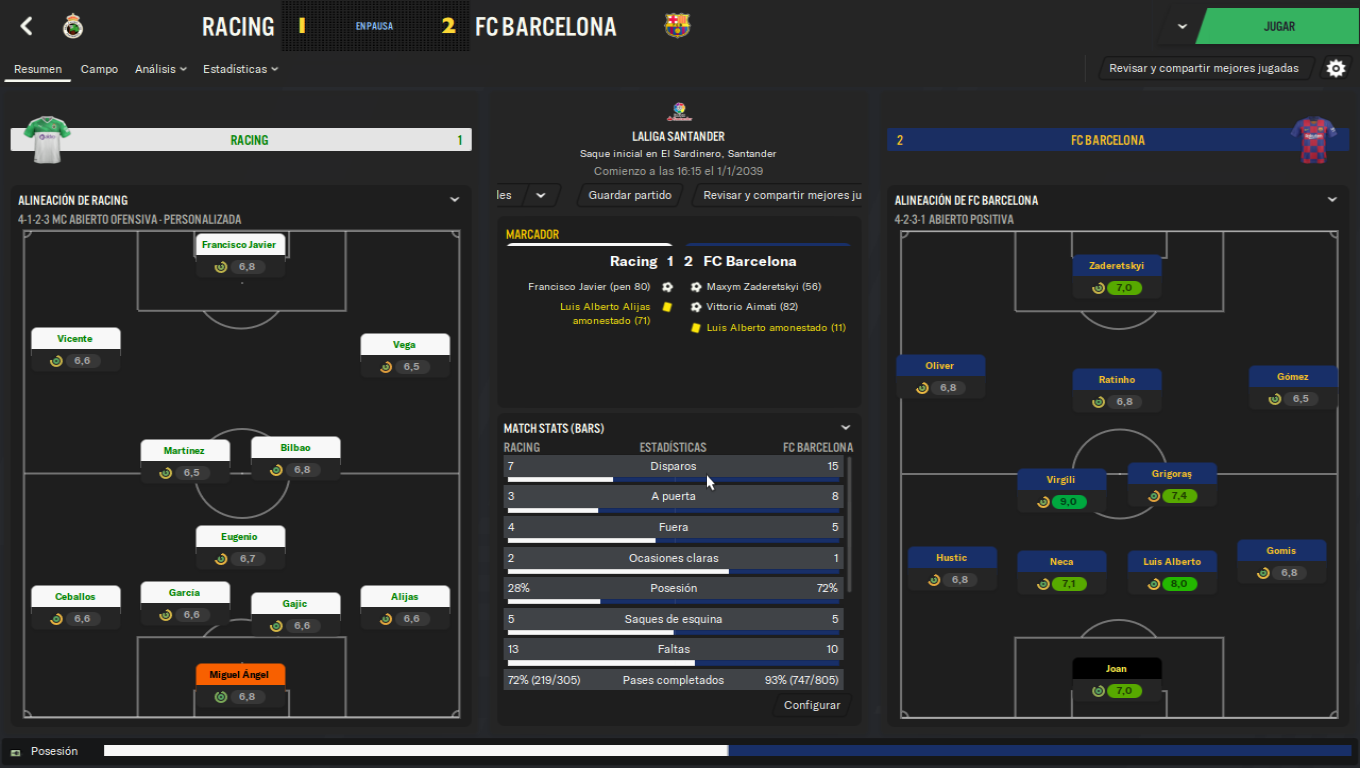 RACING 1 EN PAUSA 2 FC BARCELONA
JUGAR
Resumen Campo Análisis Estadísticas
Revisar y compartir mejores jugadas
RACING 1
LALIGA SANTANDER
Saque inicial en El Sardinero, Santander
Comienzo a las 16:15 el 1/1/2039
2 FC BARCELONA
les Guardar partido Revisar y compartir mejores ju
ALINEACIÓN DE RACING
4-1-2-3 MC ABIERTO OFENSIVA - PERSONALIZADA
Francisco Javier
6,8
Vicente
6,6
Vega
6,5
Martínez
6,5
Bilbao
6,8
Eugenio
6,7
Ceballos
6,6
García
6,6
Gajic
6,6
Alijas
6,6
Miguel Ángel
6,8
MARCADOR
Racing 1 2 FC Barcelona
Francisco Javier (pen 80)
Luis Alberto Alijas
amonestado (71)
Maxym Zaderetskyi (56)
Vittorio Aimati (82)
Luis Alberto amonestado (11)
MATCH STATS (BARS)
RACING ESTADÍSTICAS FC BARCELONA
7 Disparos 15
3 A puerta 8
4 Fuera 5
2 Ocasiones claras 1
28% Posesión 72%
5 Saques de esquina 5
13 Faltas 10
72% (219/305) Pases completados 93% (747/805)
Configurar
ALINEACIÓN DE FC BARCELONA
4-2-3-1 ABIERTO POSITIVA
Zaderetskyi
7,0
Oliver
6,8
Ratinho
6,8
Gómez
6,5
Virgili
9,0
Grigoraş
7,4
Hustic
6,8
Neca
7,1
Luis Alberto
8,0
Gomis
6,8
Joan
7,0
Posesión